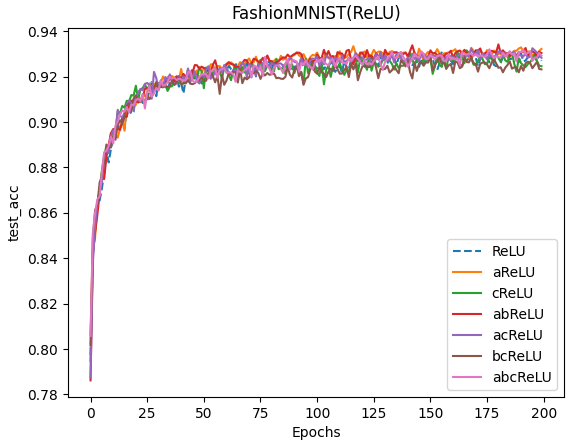 FashionMNIST(ReLU)
0.94
0.92
0.90
0.88
0.86
0.84
0.82
0.80
0.78
test_acc
0 25 50 75 100 125 150 175 200
Epochs
ReLU
aReLU
cReLU
abReLU
acReLU
bcReLU
abcReLU